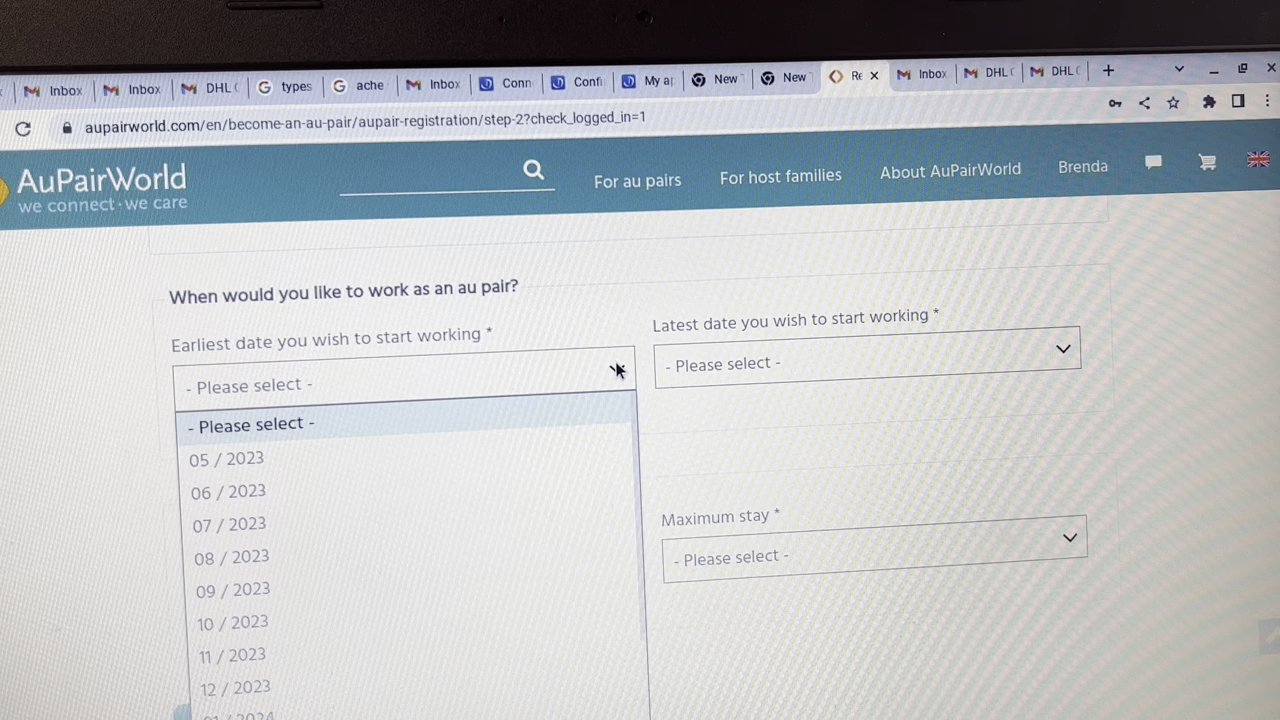 Inbox
Inbox
DHL
types
ache
Inbox
Conn
Confi
My a
New
New
Re
Inbox
DHL
DHL
aupairworld.com/en/become-an-au-pair/aupair-registration/step-2?check_logged_in=1
AuPairWorld
we connect·we care
For au pairs
For host families
About AuPairWorld
Brenda
When would you like to work as an au pair?
Earliest date you wish to start working *
- Please select -
Latest date you wish to start working *
- Please select -
- Please select -
05 / 2023
06 / 2023
07 / 2023
08 / 2023
09 / 2023
10 / 2023
11 / 2023
12 / 2023
01 / 2024
Maximum stay *
- Please select -